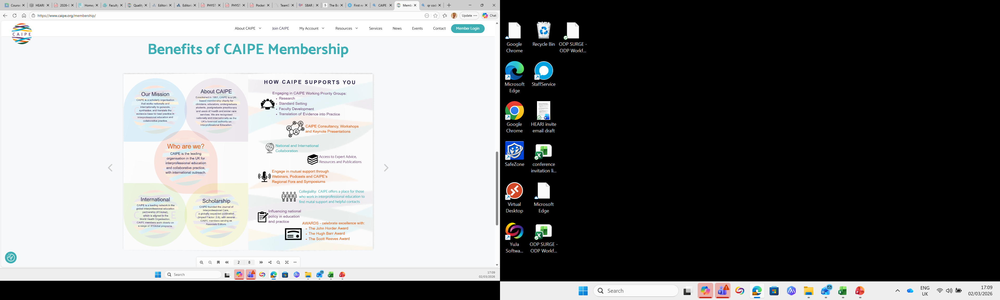 Course
HEARI
2026-0
Homep
Faculty
Quality
Editoria
Editoria
PHYST
PHYST
Pocket
TeamS
SBAR |
The Bo
First re
CAIPE
Membe
qr code
https://www.caipe.org/membership/
Update
Chat
CAIPE
About CAIPE
Join CAIPE
My Account
Resources
Services
News
Events
Contact
Member Login
Benefits of CAIPE Membership
Our Mission
CAIPE is a scholarly organisation
that works nationally and
internationally to generate,
synthesise, and translate the
evidence base for best practice in
interprofessional education and
collaborative practice.
About CAIPE
Established in 1987, CAIPE is a UK-
based membership charity for
clinicians, educators, undergraduate
students, postgraduate practitioners
and users of health and social care
services. We are recognised
nationally and internationally as the
UK's foremost authority on
Interprofessional Education.
Who are we?
CAIPE is the leading
organisation in the UK for
interprofessional education
and collaborative practice,
with international outreach.
International
CAIPE is a leading network in the
global interprofessional education
partnership (IP.Global),
which is aligned to the
World Health Organisation.
CAIPE members work closely on
a range of IP.Global programs.
Scholarship
CAIPE founded the Journal of
Interprofessional Care,
a globally respected publication
(Impact Factor: 2.6), with several
CAIPE members serving as
Associate Editors.
HOW CAIPE SUPPORTS YOU
Engaging in CAIPE Working Priority Groups:
• Research
• Standard Setting
• Faculty Development
• Translation of Evidence into Practice
CAIPE Consultancy, Workshops
and Keynote Presentations
National and International
Collaboration
Access to Expert Advice,
Resources and Publications
Engage in mutual support through
Webinars, Podcasts and CAIPE's
Regional Fora and Symposiums
Collegiality: CAIPE offers a place for those
who work in interprofessional education to
find mutal support and helpful contacts
Influencing national
policy in education
and practice
AWARDS - celebrate excellence with:
• The John Horder Award
• The Hugh Barr Award
• The Scott Reeves Award
2
8
Search
17:09
02/03/2026
Google
Chrome
Recycle Bin
ODP SURGE -
ODP Workf...
Microsoft
Edge
StaffService
Google
Chrome
HEARI invite
email draft
SafeZone
conference
invitation li...
Virtual
Desktop
Microsoft
Edge
YuJa
Softwa...
ODP SURGE -
ODP Workf...
Search
ENG
UK
17:09
02/03/2026